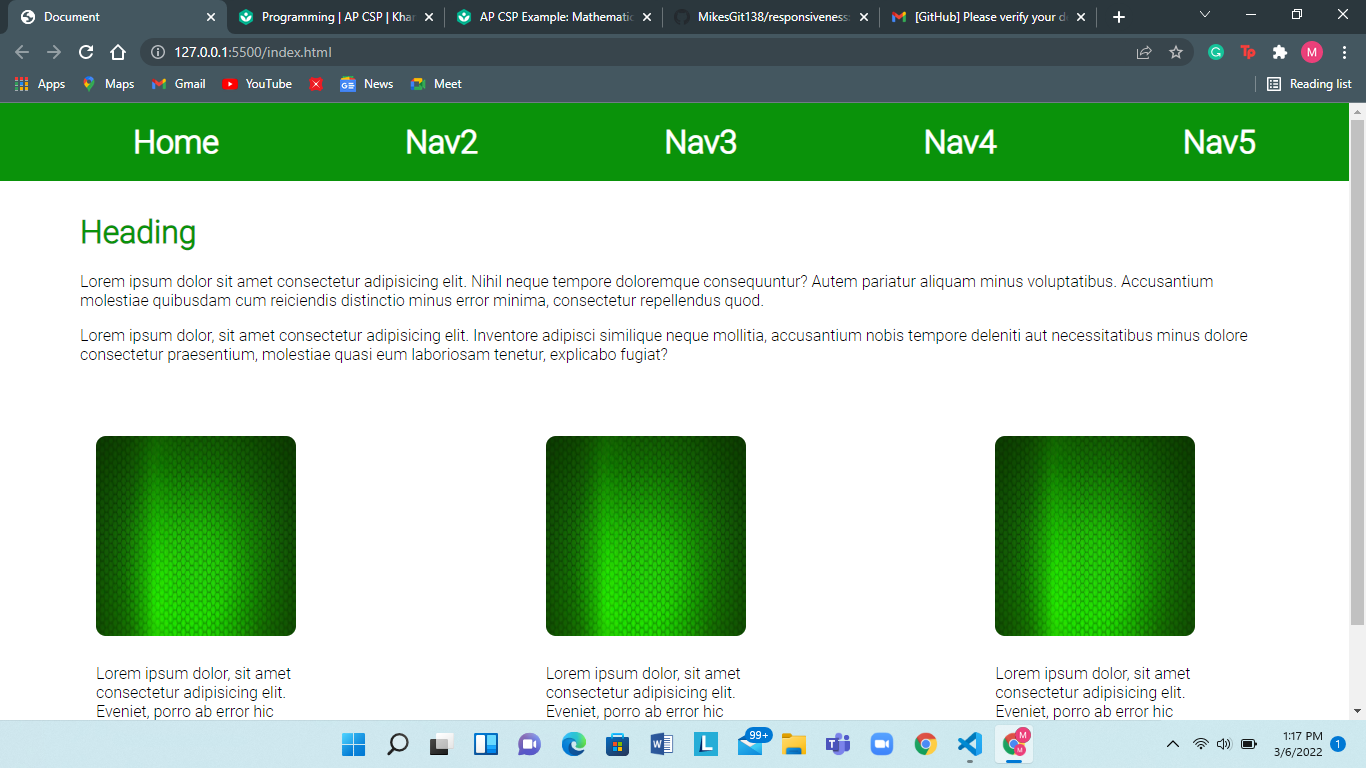 Document
Programming | AP CSP | Khan
AP CSP Example: Mathematic
MikesGit138/responsiveness
[GitHub] Please verify your d
127.0.0.1:5500/index.html
M
Apps
Maps
Gmail
YouTube
News
Meet
Reading list
Home Nav2 Nav3 Nav4 Nav5
Heading
Lorem ipsum dolor sit amet consectetur adipisicing elit. Nihil neque tempore doloremque consequuntur? Autem pariatur aliquam minus voluptatibus. Accusantium
molestiae quibusdam cum reiciendis distinctio minus error minima, consectetur repellendus quod.
Lorem ipsum dolor, sit amet consectetur adipisicing elit. Inventore adipisci similique neque mollitia, accusantium nobis tempore deleniti aut necessitatibus minus dolore
consectetur praesentium, molestiae quasi eum laboriosam tenetur, explicabo fugiat?
Lorem ipsum dolor, sit amet
consectetur adipisicing elit.
Eveniet, porro ab error hic
Lorem ipsum dolor, sit amet
consectetur adipisicing elit.
Eveniet, porro ab error hic
Lorem ipsum dolor, sit amet
consectetur adipisicing elit.
Eveniet, porro ab error hic
99+
1:17 PM
3/6/2022
1